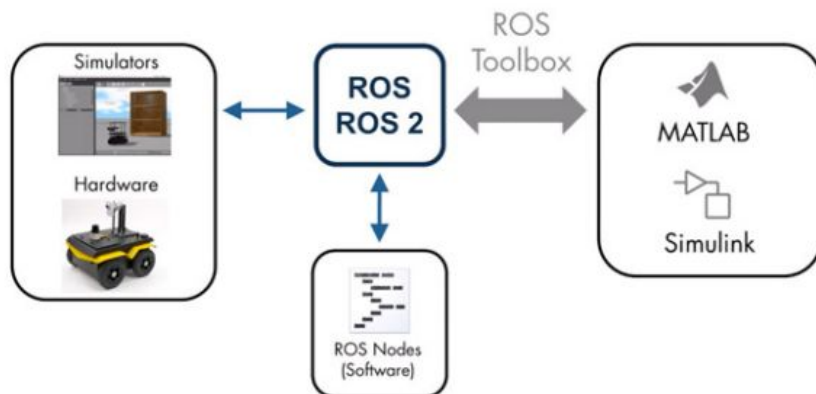 Simulators
Hardware
ROS
ROS 2
ROS Nodes
(Software)
ROS
Toolbox
MATLAB
Simulink